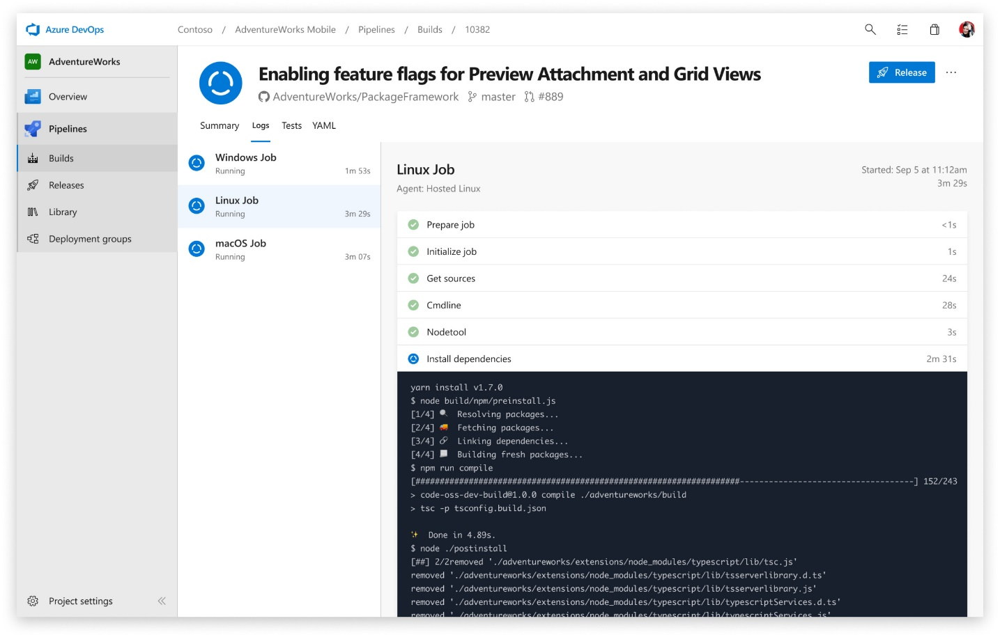 Azure DevOps
Contoso / AdventureWorks Mobile / Pipelines / Builds / 10382
AW AdventureWorks
Overview
Pipelines
Builds
Releases
Library
Deployment groups
Project settings
Enabling feature flags for Preview Attachment and Grid Views
AdventureWorks/PackageFramework master #889
Release
Summary Logs Tests YAML
Windows Job
Running 1m 53s
Linux Job
Running 3m 29s
macOS Job
Running 3m 07s
Linux Job
Agent: Hosted Linux
Started: Sep 5 at 11:12am
3m 29s
Prepare job <1s
Initialize job 1s
Get sources 24s
Cmdline 28s
Nodetool 3s
Install dependencies 2m 31s
yarn install v1.7.0
$ node build/npm/preinstall.js
[1/4] 🔍 Resolving packages...
[2/4] 🚚 Fetching packages...
[3/4] 🔗 Linking dependencies...
[4/4] 📃 Building fresh packages...
$ npm run compile
[###################################################################------------------------------------] 152/243
> code-oss-dev-build@1.0.0 compile ./adventureworks/build
> tsc -p tsconfig.build.json
✨ Done in 4.89s.
$ node ./postinstall
[##] 2/2removed './adventureworks/extensions/node_modules/typescript/lib/tsc.js'
removed './adventureworks/extensions/node_modules/typescript/lib/tsserverlibrary.d.ts'
removed './adventureworks/extensions/node_modules/typescript/lib/tsserverlibrary.js'
removed './adventureworks/extensions/node_modules/typescript/lib/typescriptServices.d.ts'
removed './adventureworks/extensions/node_modules/typescript/lib/typescriptServices.js'